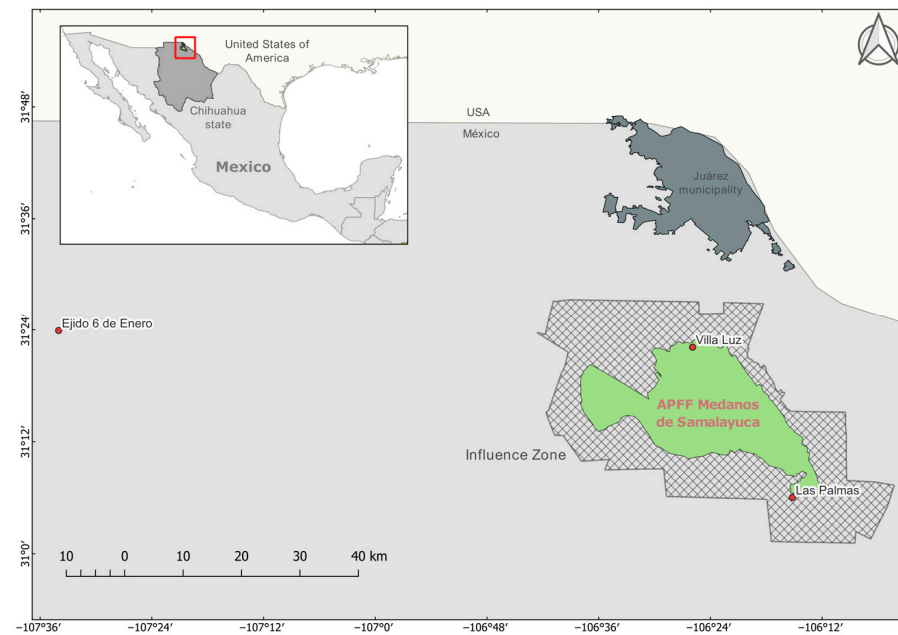 United States of
America
Chihuahua
state
Mexico
USA
México
Juárez
municipality
Ejido 6 de Enero
Villa Luz
APFF Medanos
de Samalayuca
Influence Zone
Las Palmas
10 0 10 20 30 40 km
31°48'
31°36'
31°24'
31°12'
31°0'
−107°36' −107°24' −107°12' −107°0' −106°48' −106°36' −106°24' −106°12'